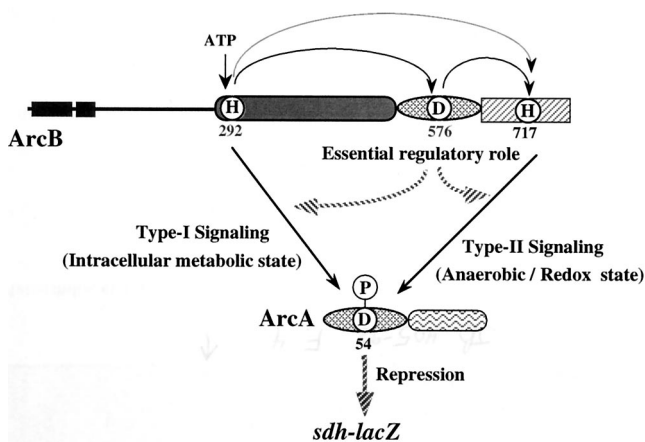 ATP
H D H
292 576 717
ArcB
Essential regulatory role
Type-I Signaling
(Intracellular metabolic state)
Type-II Signaling
(Anaerobic / Redox state)
P
ArcA D
54
Repression
sdh-lacZ